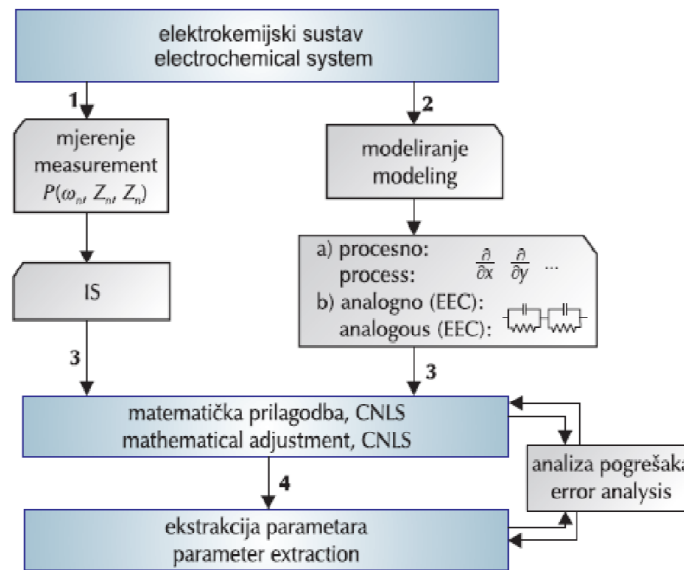 elektrokemijski sustav
electrochemical system
1
2
mjerenje
measurement
P(ωₙ, Zₙ, Zₙ)
modeliranje
modeling
IS
a) procesno:
process:
∂/∂x ∂/∂y ...
b) analogno (EEC):
analogous (EEC):
3
3
matematička prilagodba, CNLS
mathematical adjustment, CNLS
analiza pogrešaka
error analysis
4
ekstrakcija parametara
parameter extraction